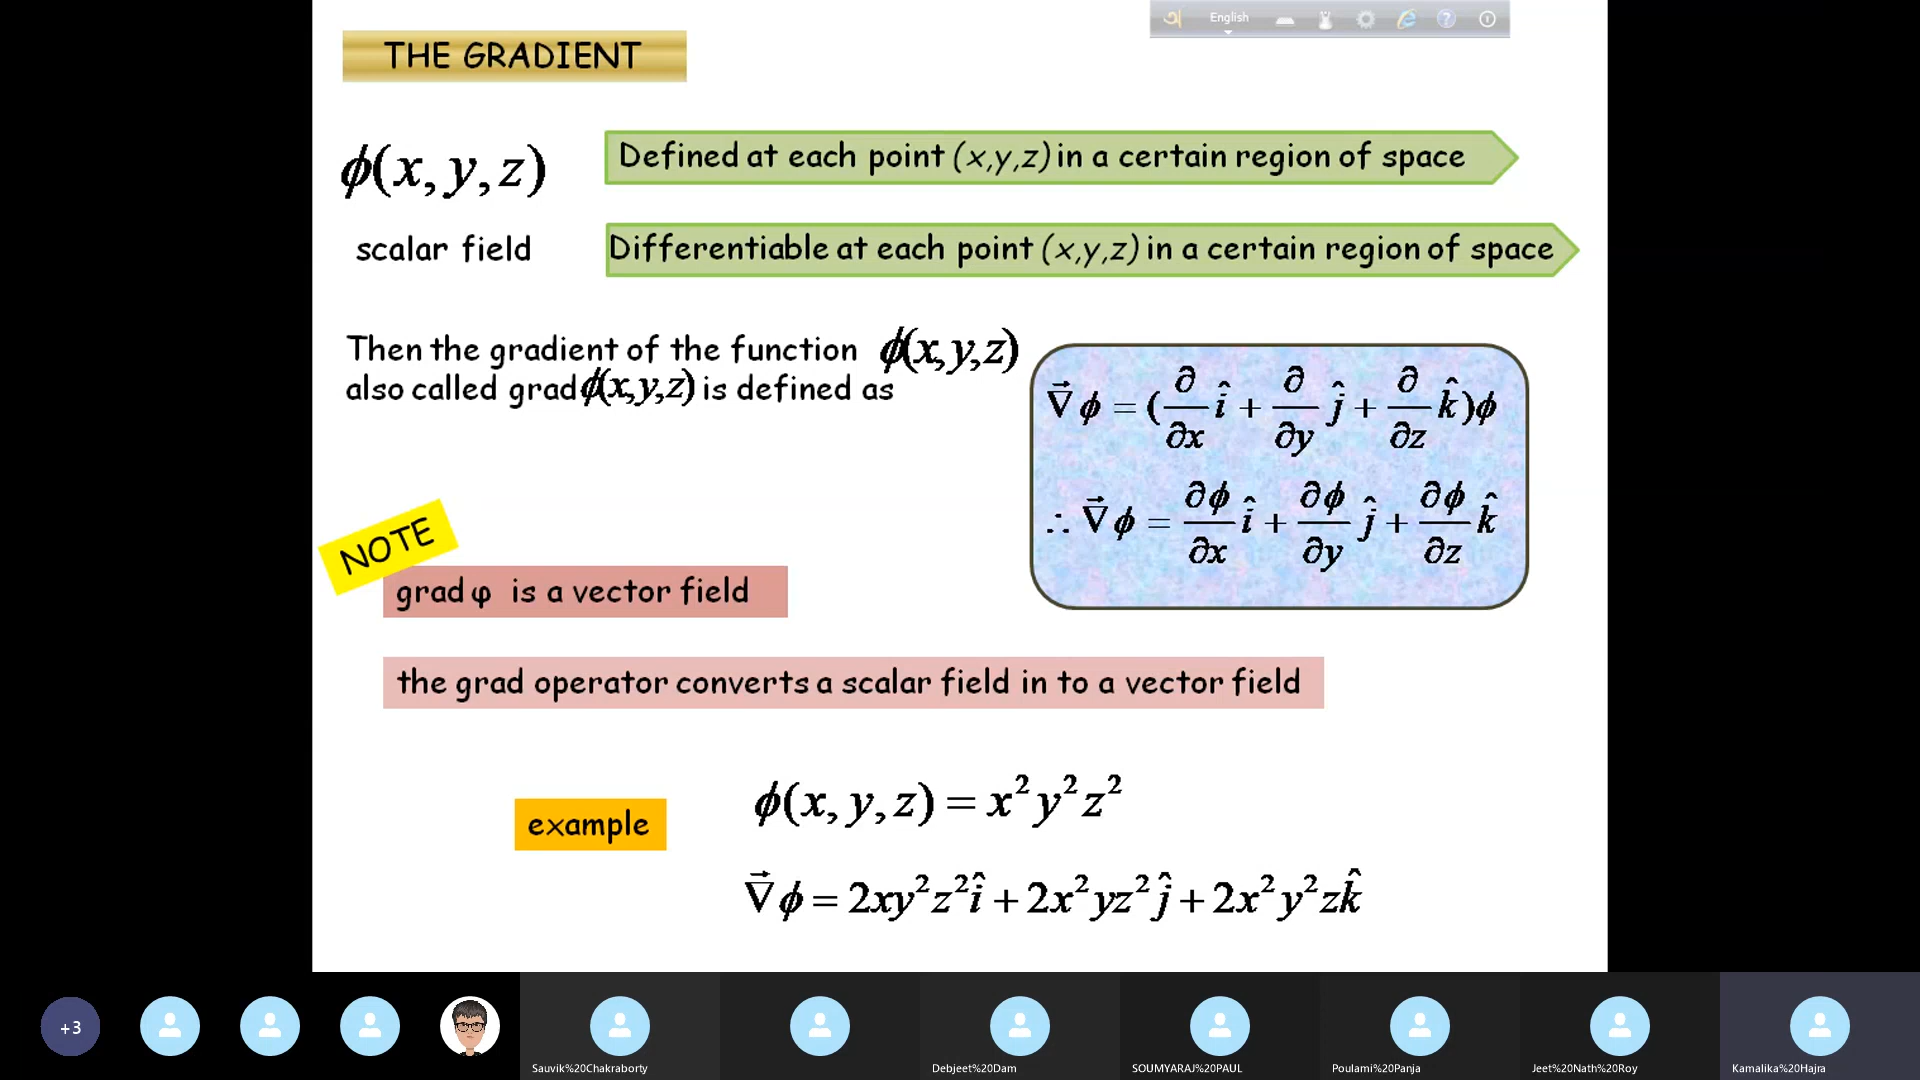 English
THE GRADIENT
ϕ(x, y, z)
Defined at each point (x,y,z) in a certain region of space
scalar field
Differentiable at each point (x,y,z) in a certain region of space
Then the gradient of the function ϕ(x,y,z)
also called grad ϕ(x,y,z) is defined as
∇⃗ϕ = (∂/∂x î + ∂/∂y ĵ + ∂/∂z k̂)ϕ
∴ ∇⃗ϕ = ∂ϕ/∂x î + ∂ϕ/∂y ĵ + ∂ϕ/∂z k̂
NOTE
grad φ is a vector field
the grad operator converts a scalar field in to a vector field
example
ϕ(x, y, z) = x²y²z²
∇⃗ϕ = 2xy²z²î + 2x²yz²ĵ + 2x²y²zk̂
+3
Sauvik%20Chakraborty
Debjeet%20Dam
SOUMYARAJ%20PAUL
Poulami%20Panja
Jeet%20Nath%20Roy
Kamalika%20Hajra